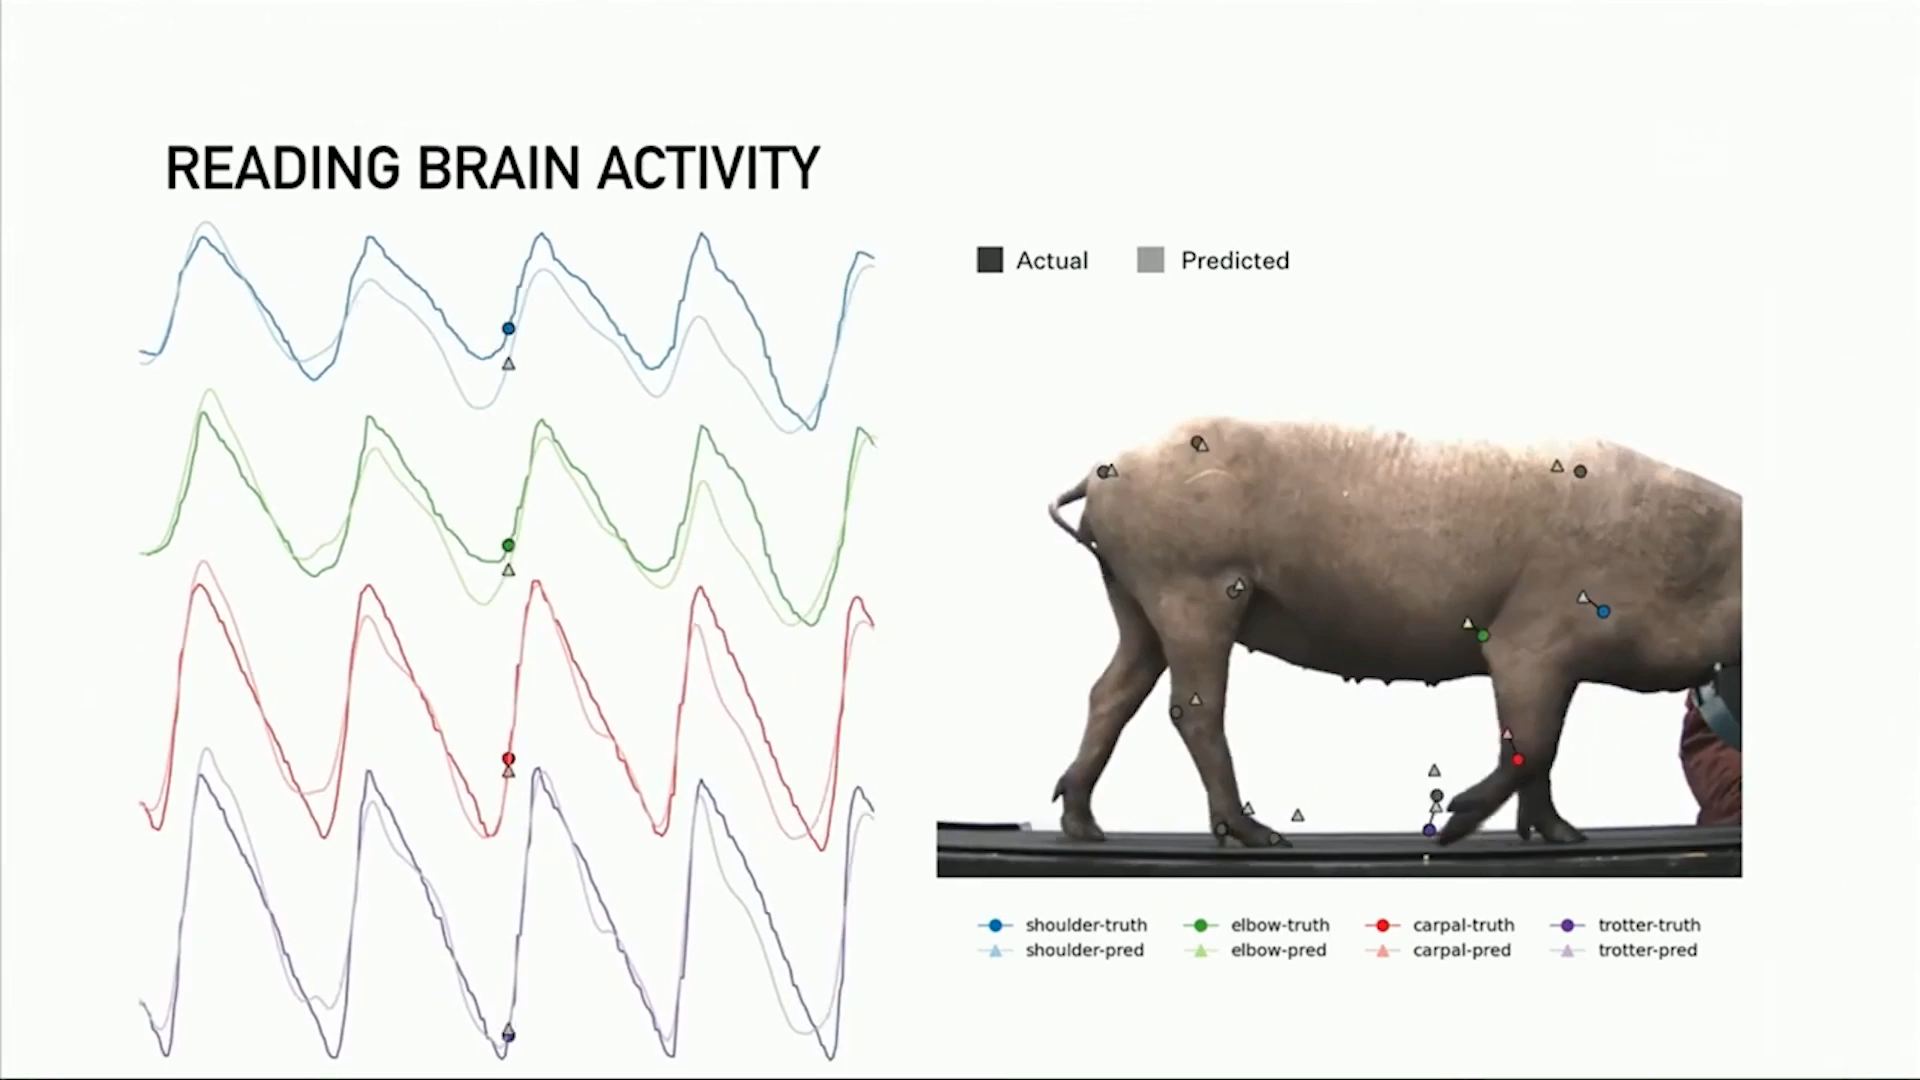 READING BRAIN ACTIVITY
Actual Predicted
shoulder-truth elbow-truth carpal-truth trotter-truth
shoulder-pred elbow-pred carpal-pred trotter-pred